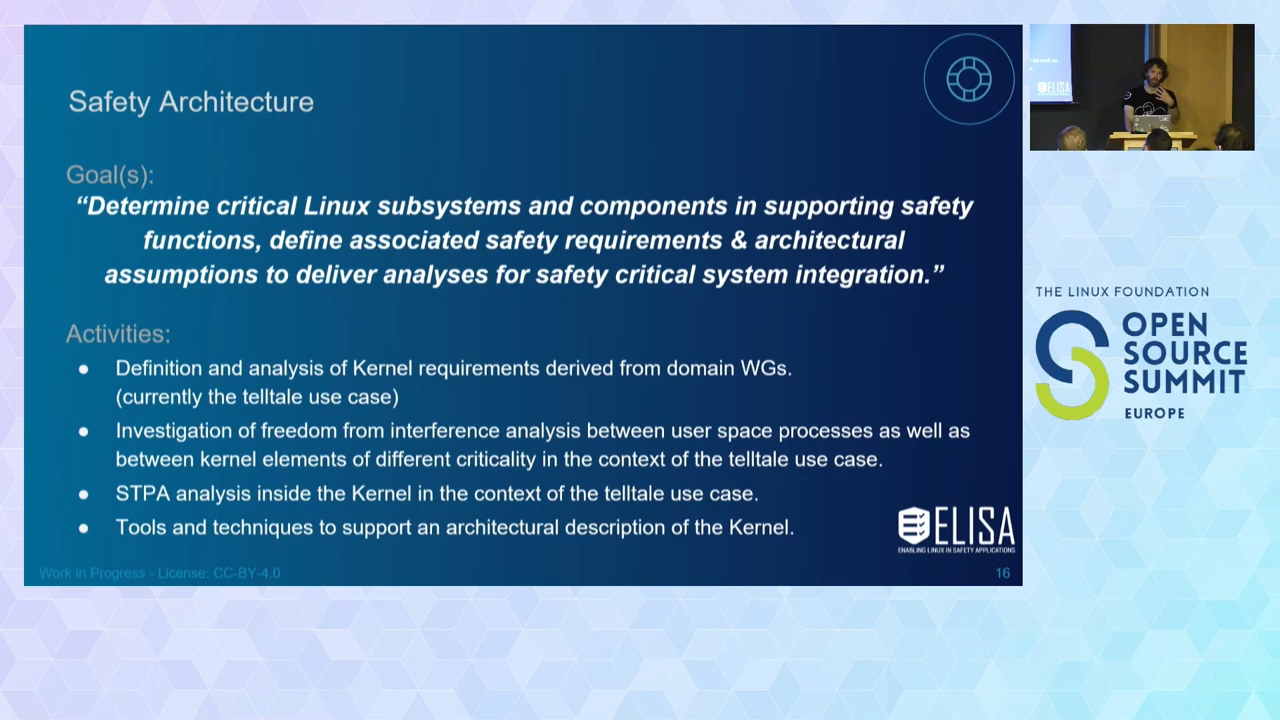 Safety Architecture
Goal(s):
“Determine critical Linux subsystems and components in supporting safety
functions, define associated safety requirements & architectural
assumptions to deliver analyses for safety critical system integration.”
Activities:
● Definition and analysis of Kernel requirements derived from domain WGs.
(currently the telltale use case)
● Investigation of freedom from interference analysis between user space processes as well as
between kernel elements of different criticality in the context of the telltale use case.
● STPA analysis inside the Kernel in the context of the telltale use case.
● Tools and techniques to support an architectural description of the Kernel.
ELISA
ENABLING LINUX IN SAFETY APPLICATIONS
Work in Progress - License: CC-BY-4.0
16
ELISA
THE LINUX FOUNDATION
OPEN
SOURCE
SUMMIT
EUROPE